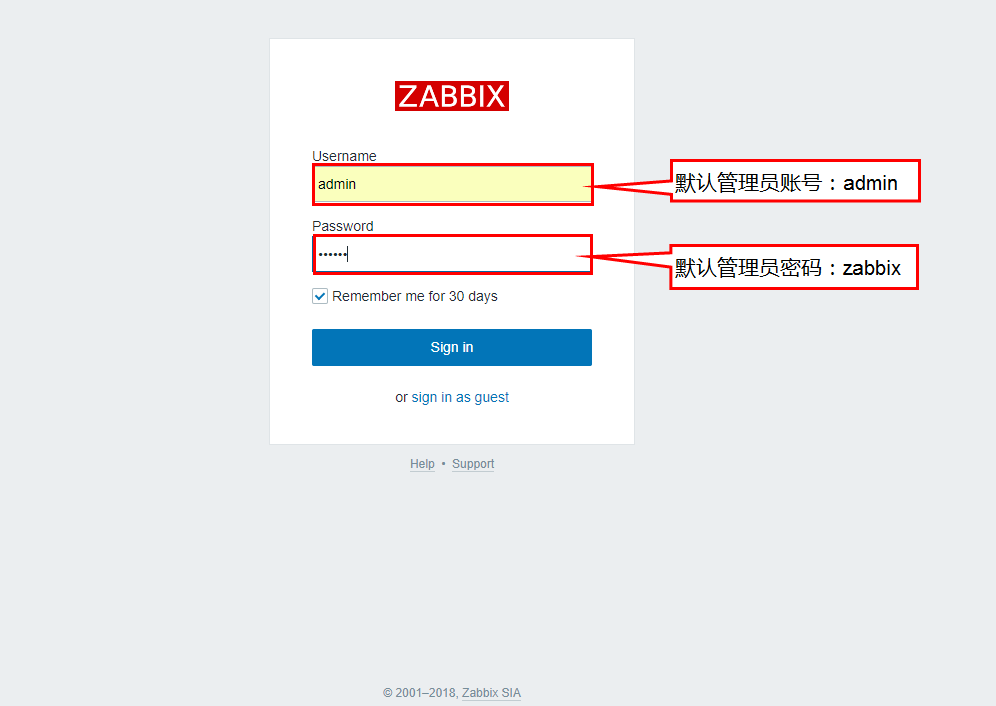 ZABBIX
Username
admin
默认管理员账号：admin
Password
••••••
默认管理员密码：zabbix
Remember me for 30 days
Sign in
or sign in as guest
Help • Support
© 2001–2018, Zabbix SIA